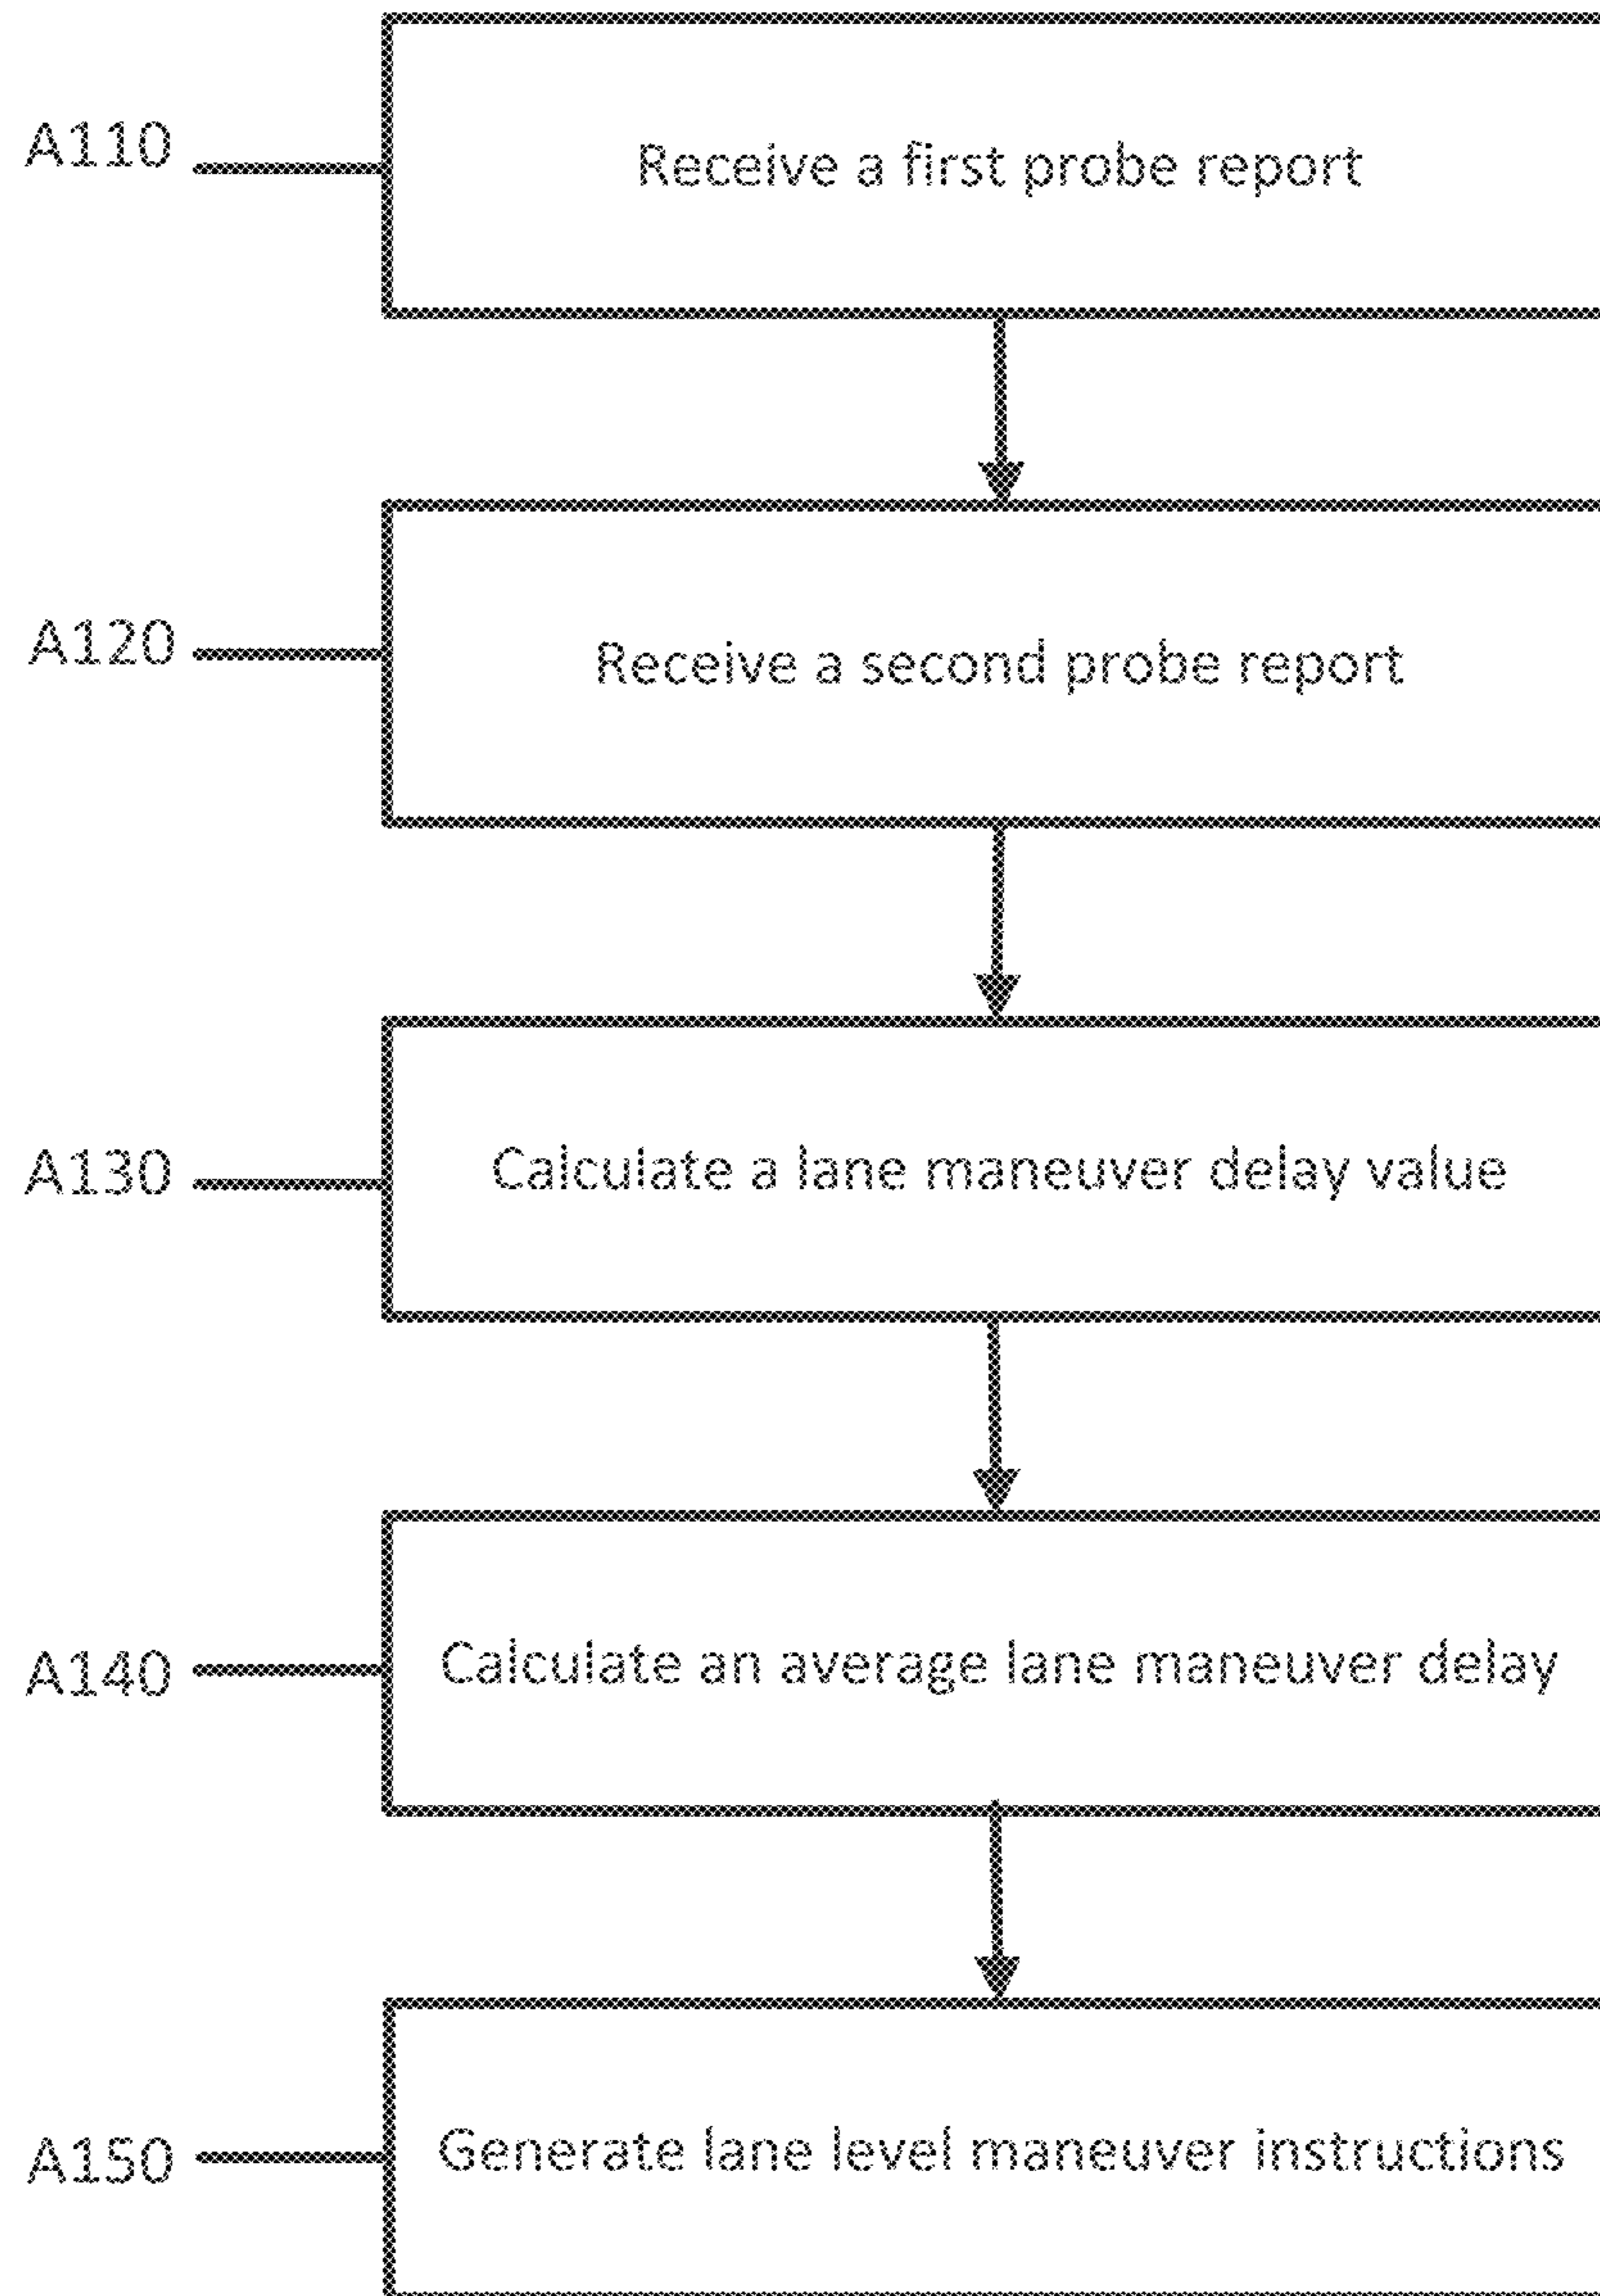 A110
Receive a first probe report
A120
Receive a second probe report
A130
Calculate a lane maneuver delay value
A140
Calculate an average lane maneuver delay
A150
Generate lane level maneuver instructions